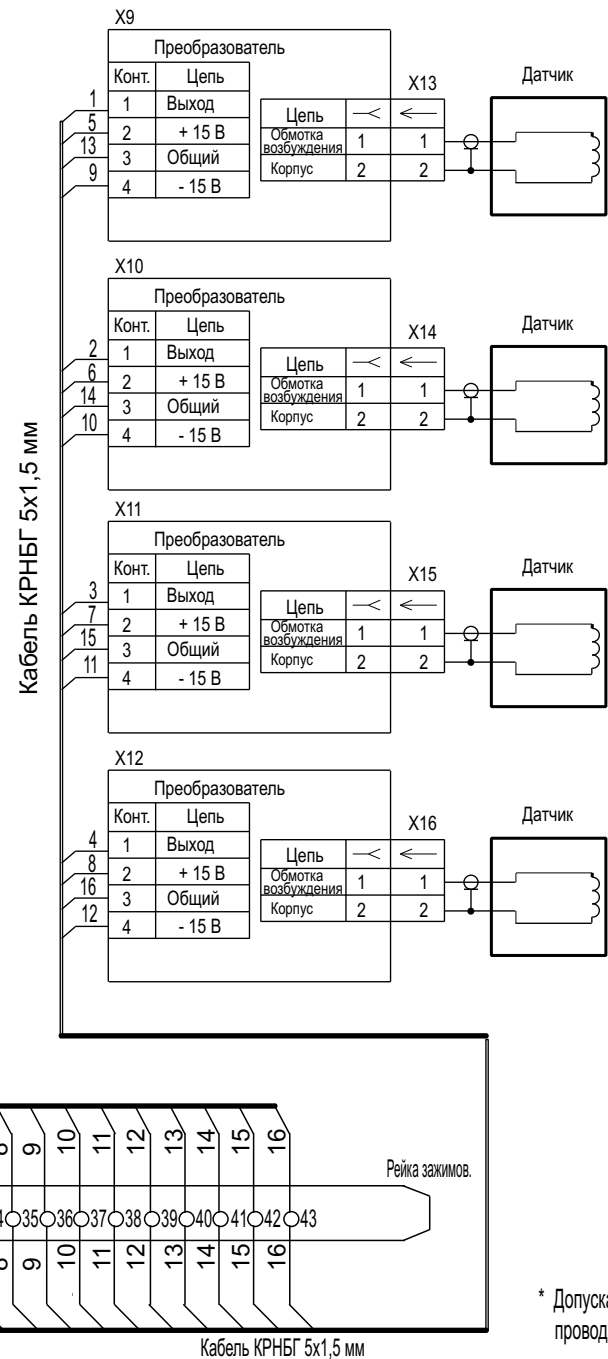 X9
Преобразователь
Конт. Цепь
X13
Датчик
1 1 Выход
5 2 + 15 В
13 3 Общий
9 4 - 15 В
Цепь
Обмотка
возбуждения 1 1
Корпус 2 2
X10
Преобразователь
Конт. Цепь
X14
Датчик
2 1 Выход
6 2 + 15 В
14 3 Общий
10 4 - 15 В
Цепь
Обмотка
возбуждения 1 1
Корпус 2 2
Кабель КРНБГ 5х1,5 мм
X11
Преобразователь
Конт. Цепь
X15
Датчик
3 1 Выход
7 2 + 15 В
15 3 Общий
11 4 - 15 В
Цепь
Обмотка
возбуждения 1 1
Корпус 2 2
X12
Преобразователь
Конт. Цепь
X16
Датчик
4 1 Выход
8 2 + 15 В
16 3 Общий
12 4 - 15 В
Цепь
Обмотка
возбуждения 1 1
Корпус 2 2
9 10 11 12 13 14 15 16
Рейка зажимов.
35 36 37 38 39 40 41 42 43
9 10 11 12 13 14 15 16
* Допуска
провод
Кабель КРНБГ 5х1,5 мм